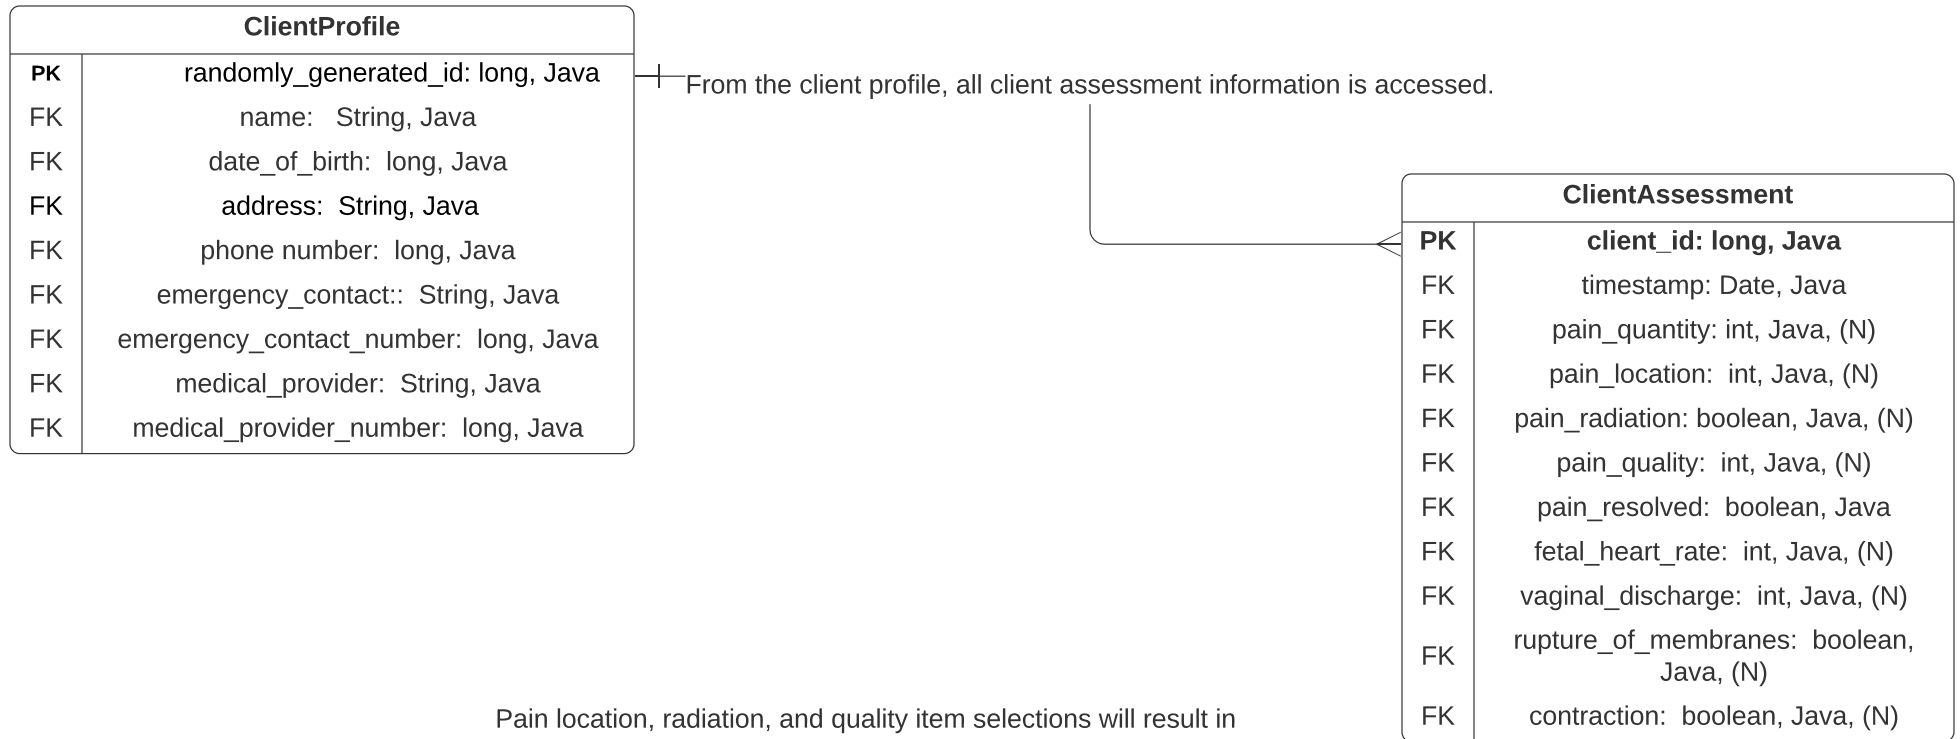 ClientProfile
PK randomly_generated_id: long, Java
FK name: String, Java
FK date_of_birth: long, Java
FK address: String, Java
FK phone number: long, Java
FK emergency_contact:: String, Java
FK emergency_contact_number: long, Java
FK medical_provider: String, Java
FK medical_provider_number: long, Java
From the client profile, all client assessment information is accessed.
ClientAssessment
PK client_id: long, Java
FK timestamp: Date, Java
FK pain_quantity: int, Java, (N)
FK pain_location: int, Java, (N)
FK pain_radiation: boolean, Java, (N)
FK pain_quality: int, Java, (N)
FK pain_resolved: boolean, Java
FK fetal_heart_rate: int, Java, (N)
FK vaginal_discharge: int, Java, (N)
FK rupture_of_membranes: boolean,
Java, (N)
FK contraction: boolean, Java, (N)
Pain location, radiation, and quality item selections will result in